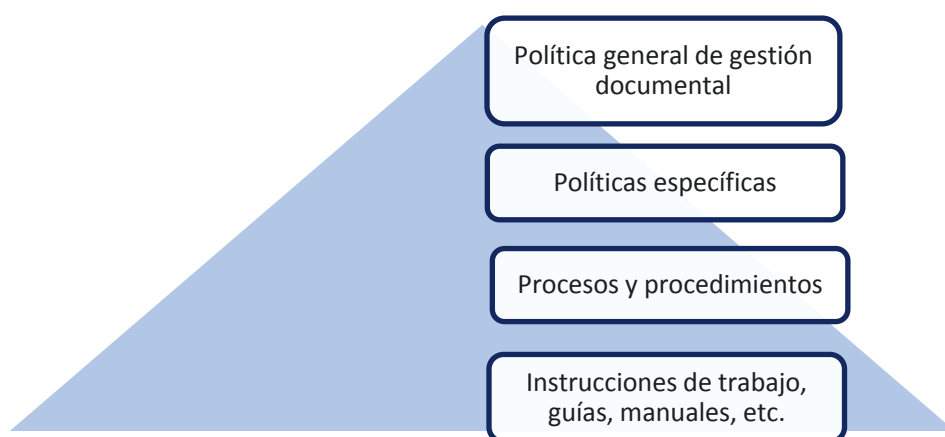 Política general de gestión
documental
Políticas específicas
Procesos y procedimientos
Instrucciones de trabajo,
guías, manuales, etc.